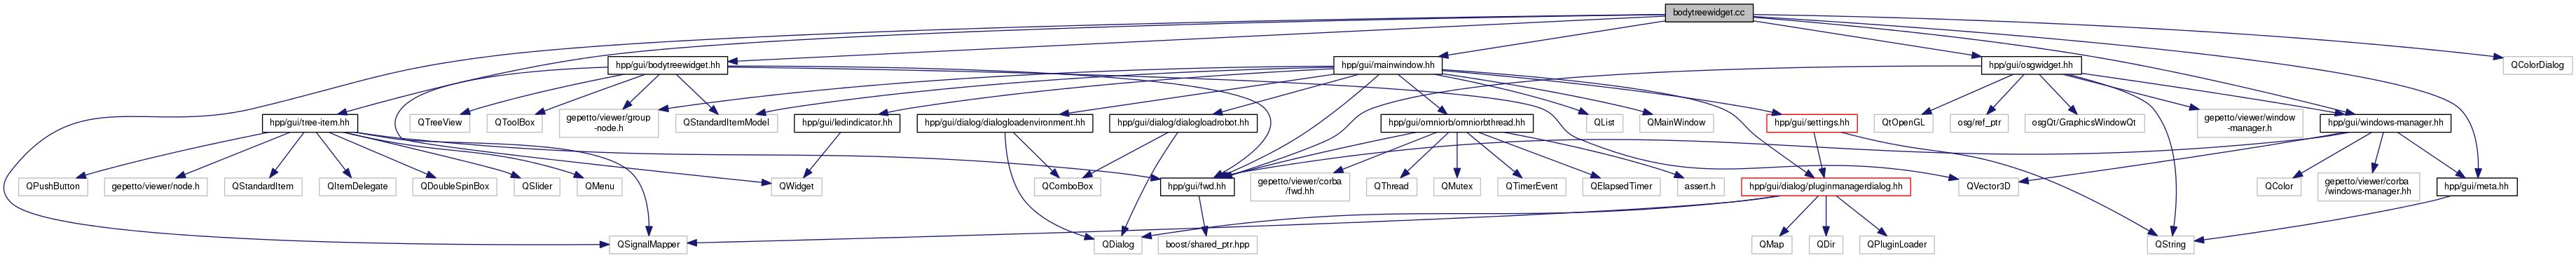 bodytreewidget.cc
hpp/gui/bodytreewidget.hh
hpp/gui/mainwindow.hh
hpp/gui/osgwidget.hh
QColorDialog
hpp/gui/tree-item.hh
QTreeView
QToolBox
gepetto/viewer/group
-node.h
QStandardItemModel
hpp/gui/ledindicator.hh
hpp/gui/dialog/dialogloadenvironment.hh
hpp/gui/dialog/dialogloadrobot.hh
hpp/gui/omniorb/omniorbthread.hh
QList
QMainWindow
hpp/gui/settings.hh
QtOpenGL
osg/ref_ptr
osgQt/GraphicsWindowQt
gepetto/viewer/window
-manager.h
hpp/gui/windows-manager.hh
QPushButton
gepetto/viewer/node.h
QStandardItem
QItemDelegate
QDoubleSpinBox
QSlider
QMenu
QWidget
QComboBox
hpp/gui/fwd.hh
gepetto/viewer/corba
/fwd.hh
QThread
QMutex
QTimerEvent
QElapsedTimer
assert.h
hpp/gui/dialog/pluginmanagerdialog.hh
QVector3D
QColor
gepetto/viewer/corba
/windows-manager.hh
hpp/gui/meta.hh
QSignalMapper
QDialog
boost/shared_ptr.hpp
QMap
QDir
QPluginLoader
QString